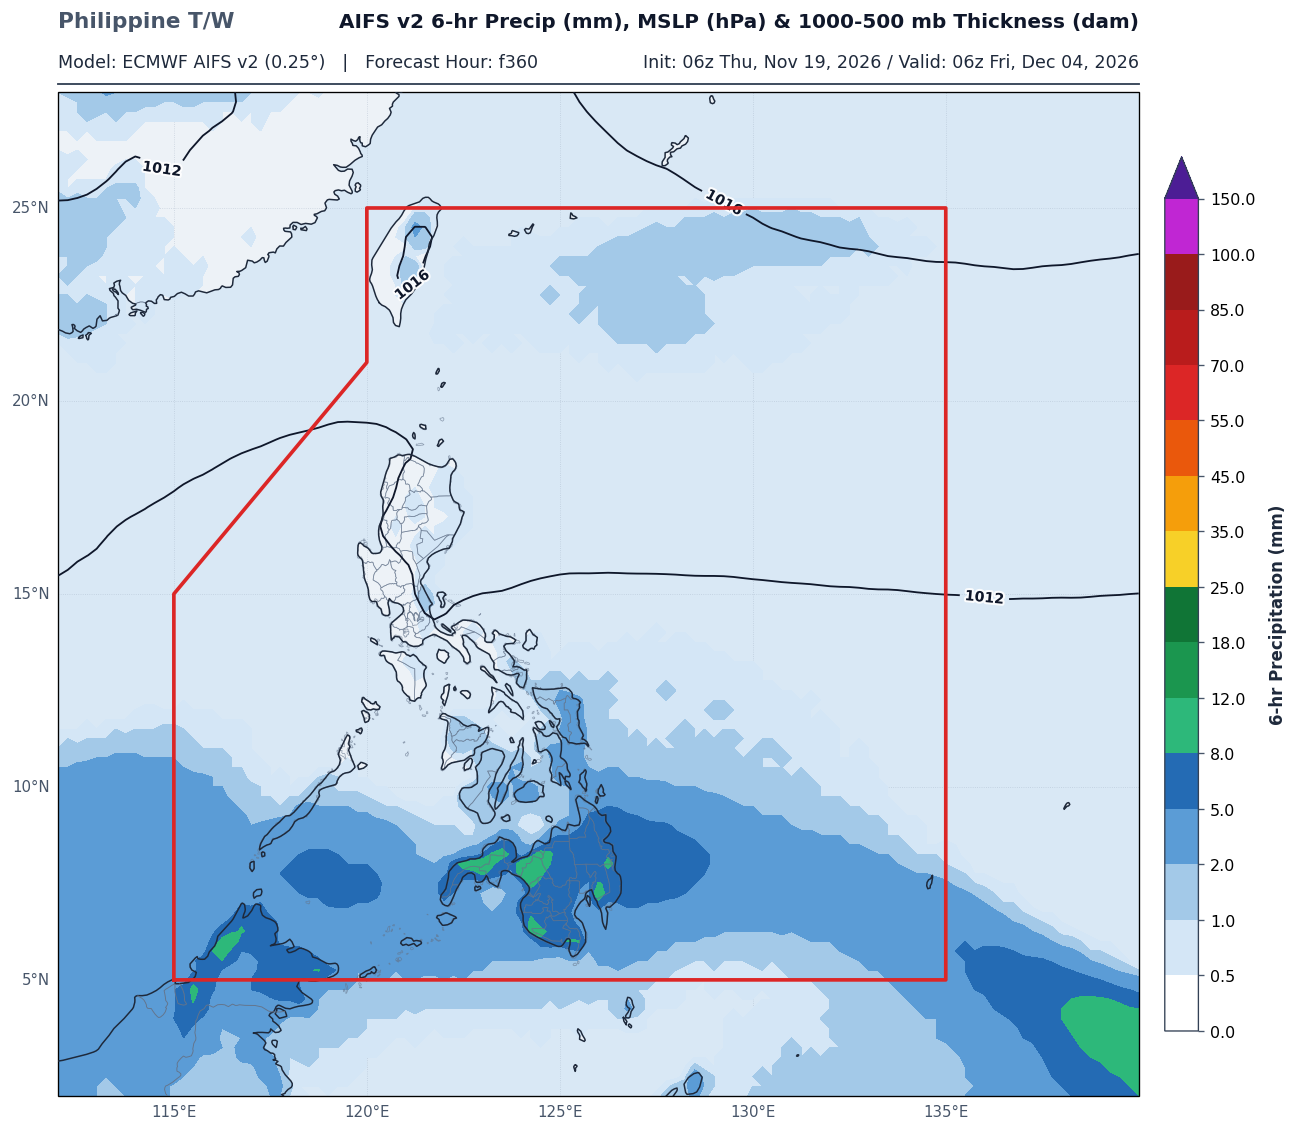 Philippine T/W
AIFS v2 6-hr Precip (mm), MSLP (hPa) & 1000-500 mb Thickness (dam)
Model: ECMWF AIFS v2 (0.25°)   |   Forecast Hour: f360
Init: 06z Thu, Nov 19, 2026 / Valid: 06z Fri, Dec 04, 2026
1012
1016
1016
1012
25°N
20°N
15°N
10°N
5°N
115°E
120°E
125°E
130°E
135°E
150.0
100.0
85.0
70.0
55.0
45.0
35.0
25.0
18.0
12.0
8.0
5.0
2.0
1.0
0.5
0.0
6-hr Precipitation (mm)